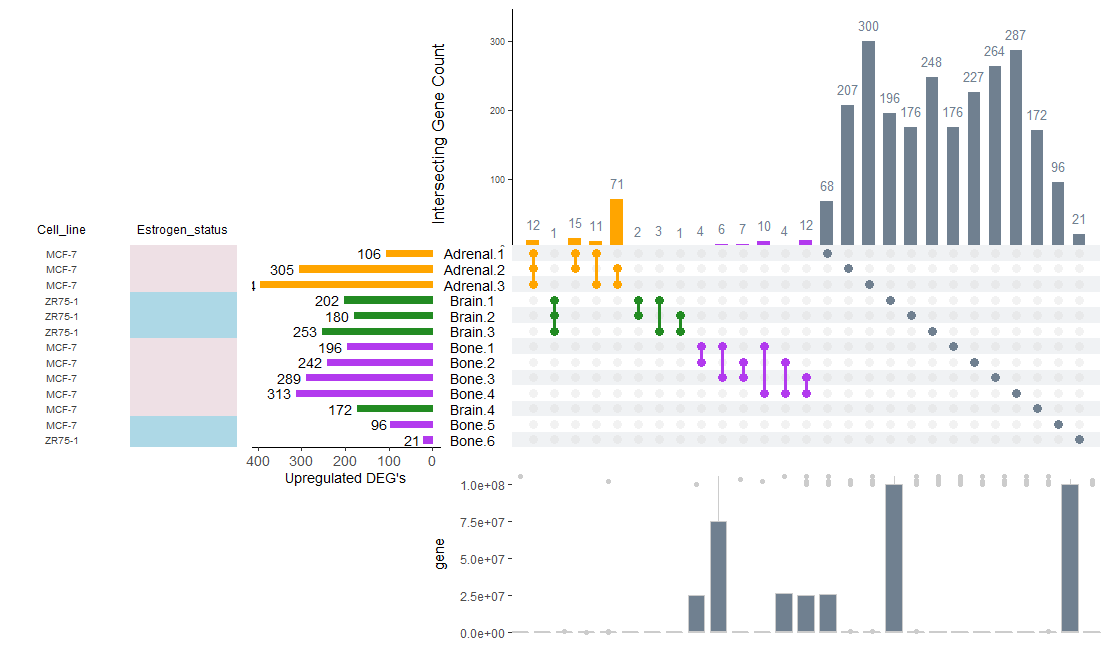 Intersecting Gene Count
300
200
100
0
12 1 15 11 71 2 3 1 4 6 7 10 4 12 68 207 300 196 176 248 176 227 264 287 172 96 21
Cell_line Estrogen_status
MCF-7 106 Adrenal.1
MCF-7 305 Adrenal.2
MCF-7 4 Adrenal.3
ZR75-1 202 Brain.1
ZR75-1 180 Brain.2
ZR75-1 253 Brain.3
MCF-7 196 Bone.1
MCF-7 242 Bone.2
MCF-7 289 Bone.3
MCF-7 313 Bone.4
MCF-7 172 Brain.4
MCF-7 96 Bone.5
ZR75-1 21 Bone.6
400 300 200 100 0
Upregulated DEG's
gene
1.0e+08
7.5e+07
5.0e+07
2.5e+07
0.0e+00